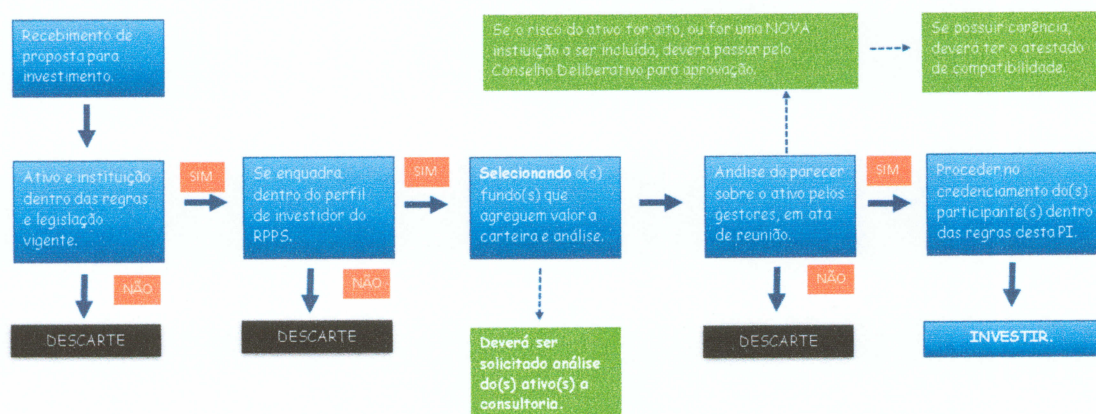 Recebimento de
proposta para
investimento.
Se o risco do ativo for alto, ou for uma NOVA
instiuição a ser incluída, deverá passar pelo
Conselho Deliberativo para aprovação.
Se possuir carência,
deverá ter o atestado
de compatibilidade.
Ativo e instituição
dentro das regras
e legislação
vigente.
SIM
Se enquadra
dentro do perfil
de investidor do
RPPS.
SIM
Selecionando o(s)
fundo(s) que
agreguem valor a
carteira e análise.
Análise do parecer
sobre o ativo pelos
gestores, em ata
de reunião.
SIM
Proceder no
credenciamento do(s)
participante(s) dentro
das regras desta PI.
NÃO
NÃO
NÃO
DESCARTE
DESCARTE
Deverá ser
solicitado análise
do(s) ativo(s) a
consultoria.
DESCARTE
INVESTIR.